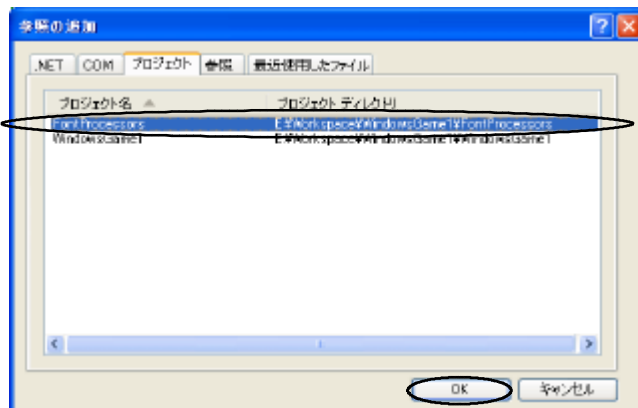 参照の追加
.NET COM プロジェクト 参照 最近使用したファイル
プロジェクト名 プロジェクト ディレクトリ
FontProcessors E:¥Workspace¥WindowsGame1¥FontProcessors
WindowsGame1 E:¥Workspace¥WindowsGame1¥WindowsGame1
OK キャンセル